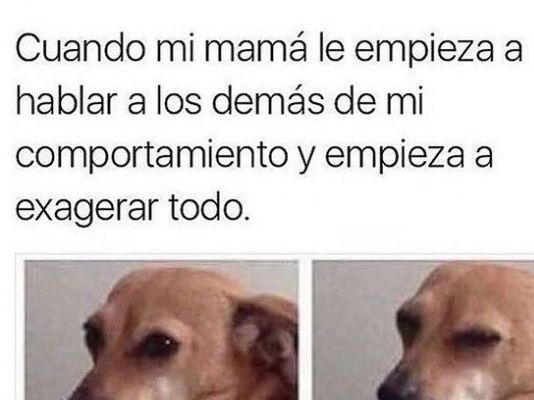 Cuando mi mamá le empieza a
hablar a los demás de mi
comportamiento y empieza a
exagerar todo.